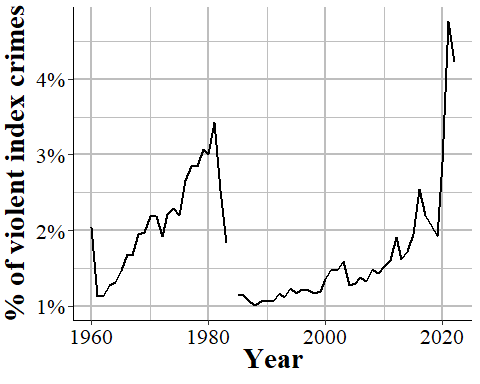 % of violent index crimes
4%
3%
2%
1%
1960 1980 2000 2020
Year